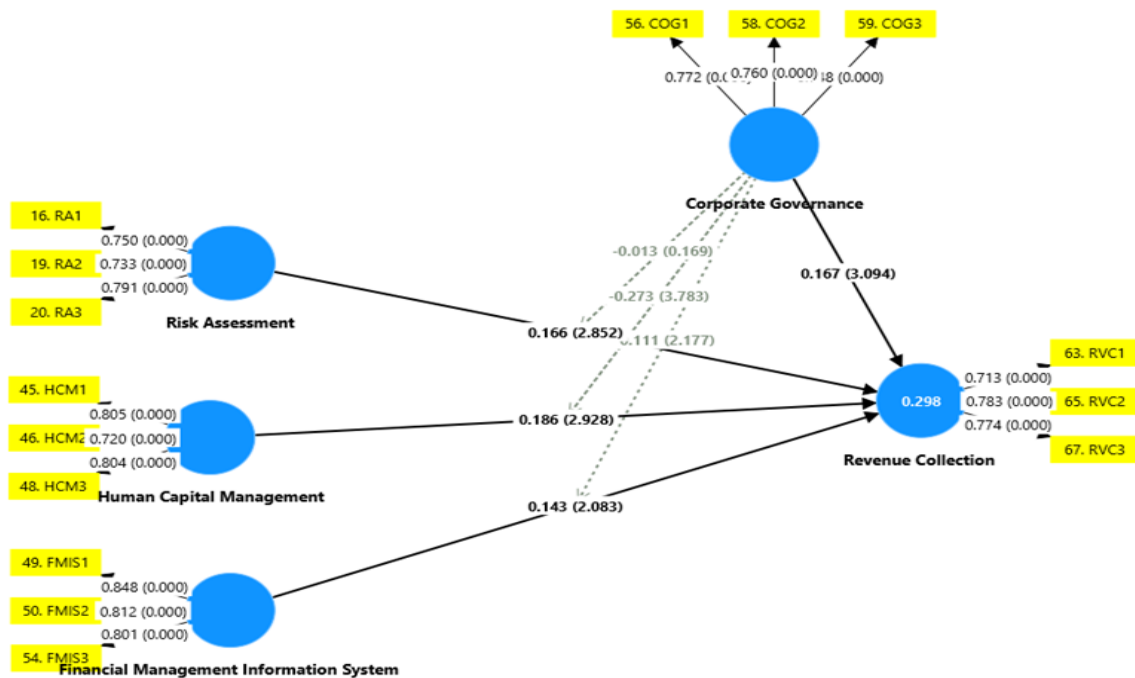 56. COG1
58. COG2
59. COG3
0.772
0.760 (0.000)
(0.000)
Corporate Governance
16. RA1
0.750 (0.000)
19. RA2
0.733 (0.000)
0.791 (0.000)
20. RA3
Risk Assessment
-0.013 (0.169)
-0.273 (3.783)
(2.177)
0.167 (3.094)
0.166 (2.852)
45. HCM1
0.805 (0.000)
46. HCM2
0.720 (0.000)
0.804 (0.000)
48. HCM3
Human Capital Management
0.186 (2.928)
0.298
63. RVC1
0.713 (0.000)
0.783 (0.000)
65. RVC2
0.774 (0.000)
67. RVC3
Revenue Collection
0.143 (2.083)
49. FMIS1
0.848 (0.000)
50. FMIS2
0.812 (0.000)
0.801 (0.000)
54. FMIS3
Financial Management Information System